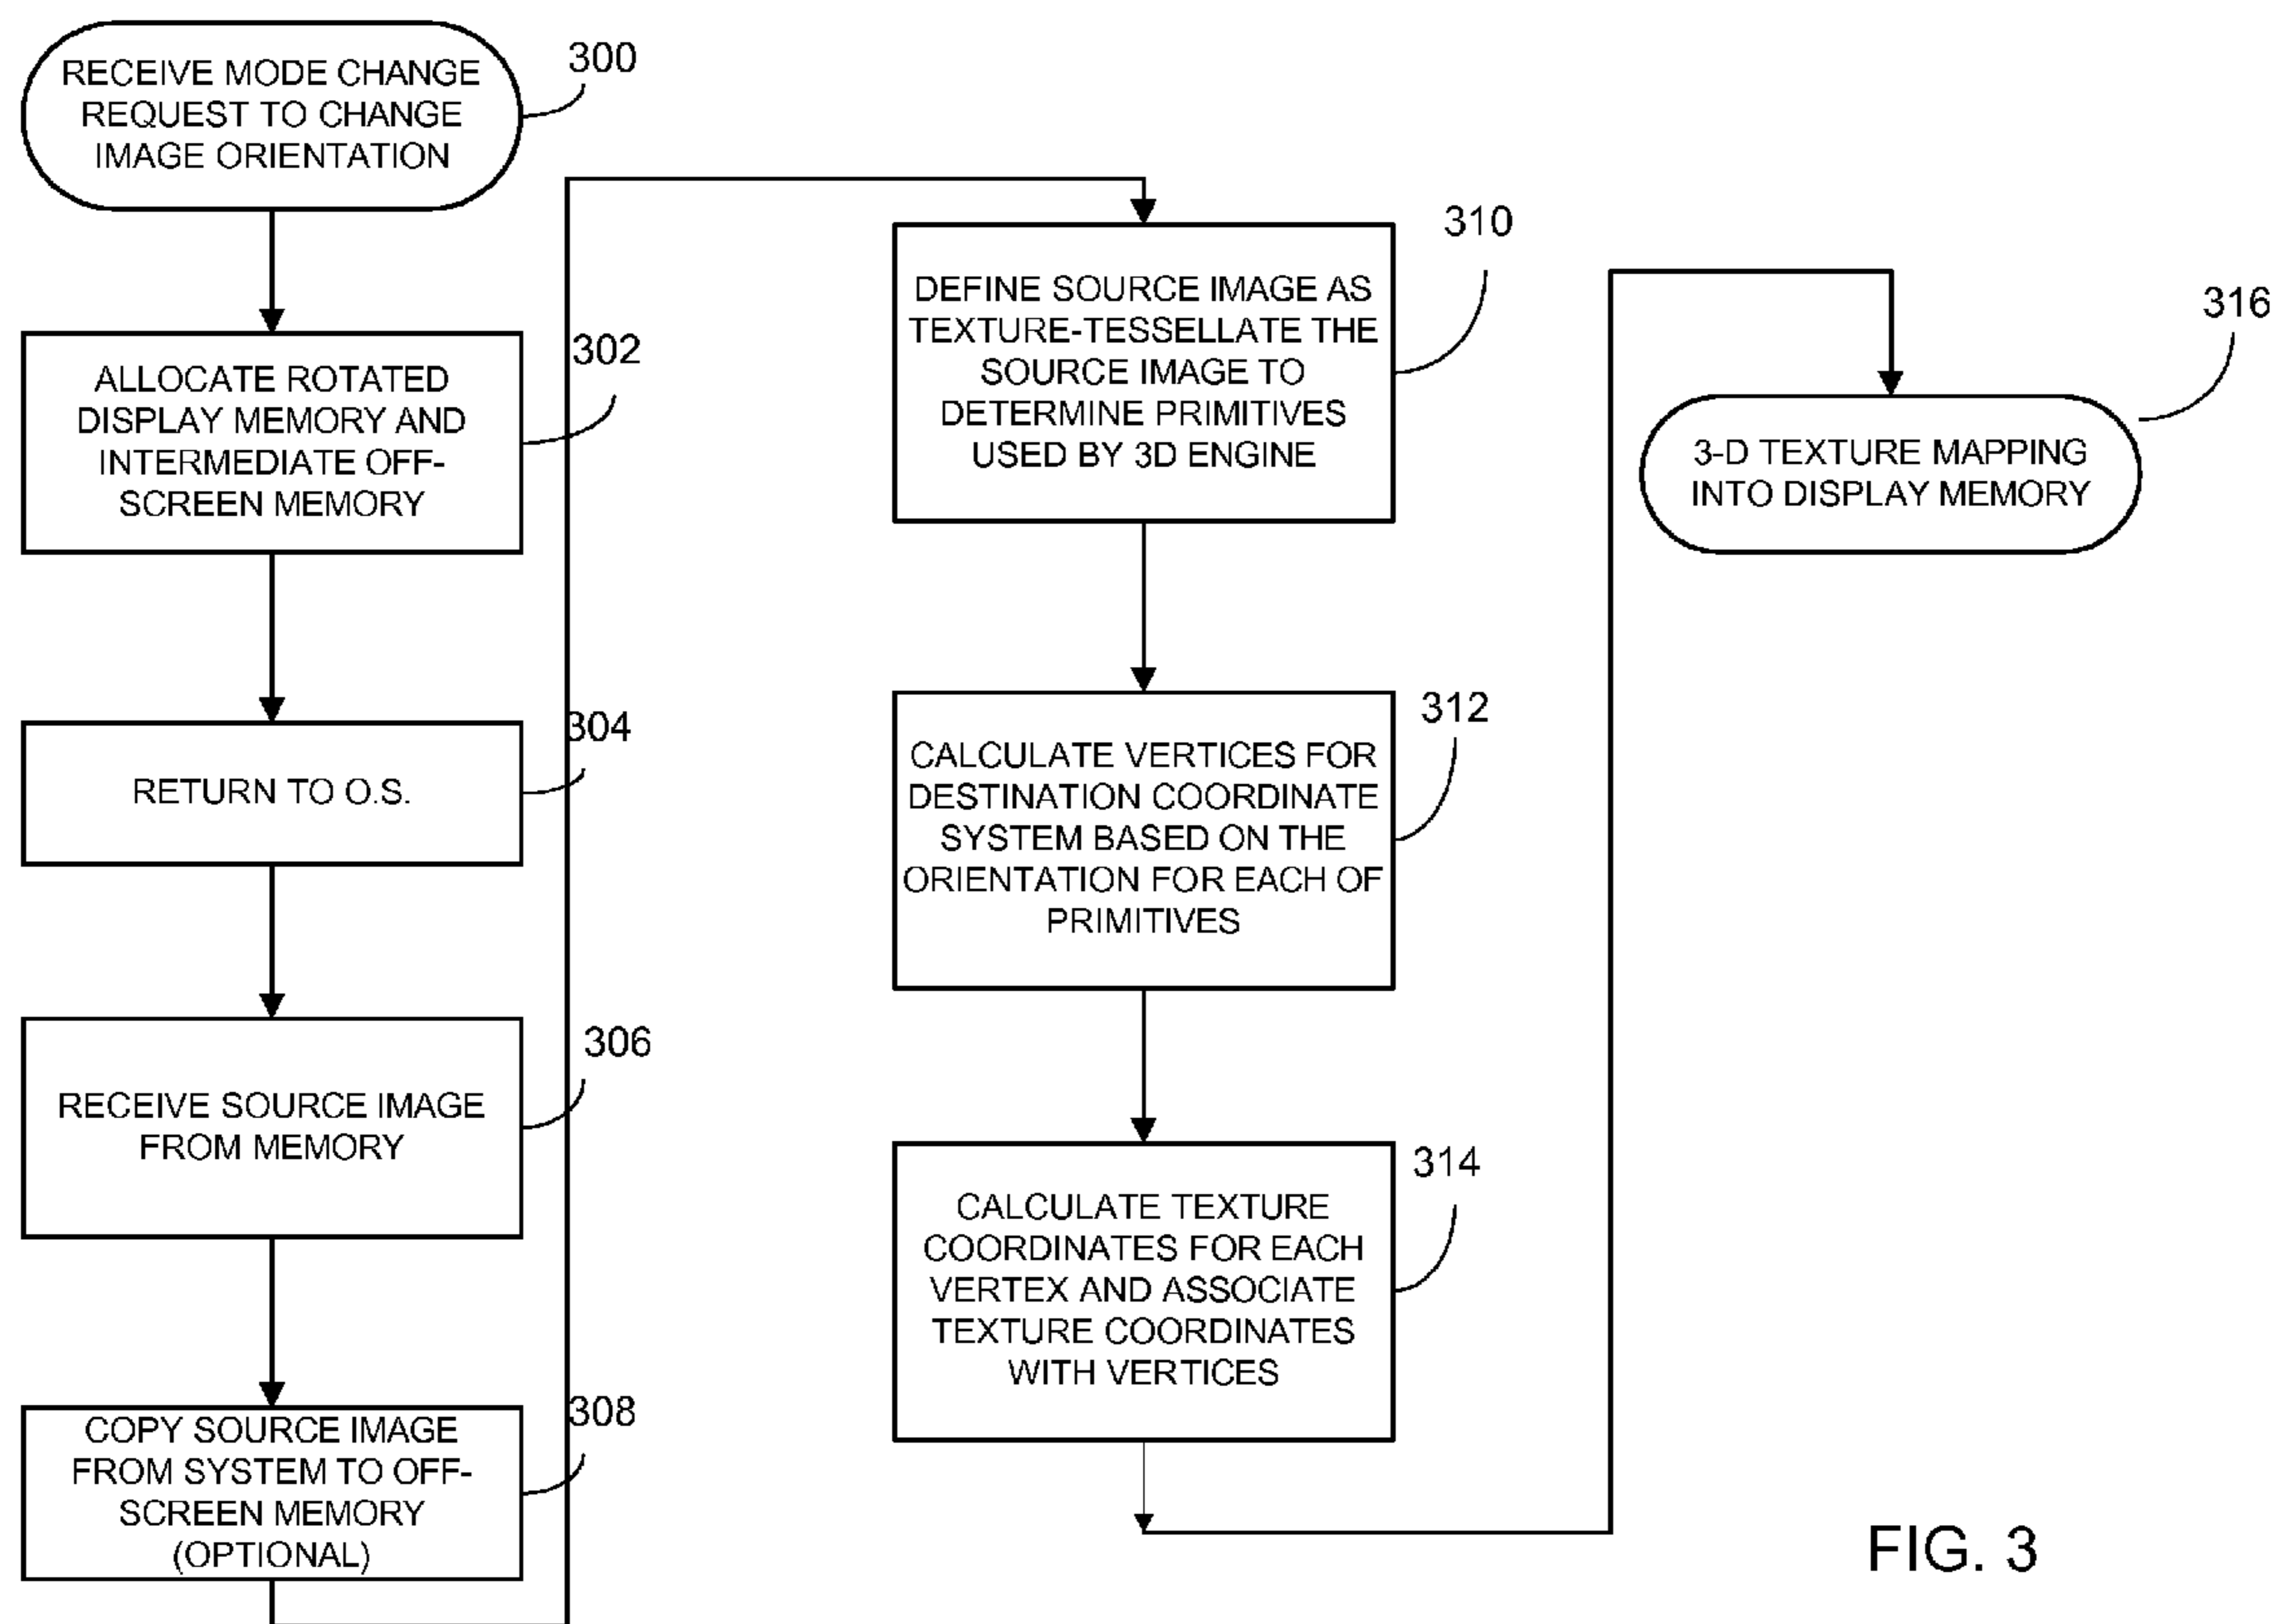 RECEIVE MODE CHANGE
REQUEST TO CHANGE
IMAGE ORIENTATION
300
ALLOCATE ROTATED
DISPLAY MEMORY AND
INTERMEDIATE OFF-
SCREEN MEMORY
302
RETURN TO O.S.
304
RECEIVE SOURCE IMAGE
FROM MEMORY
306
COPY SOURCE IMAGE
FROM SYSTEM TO OFF-
SCREEN MEMORY
(OPTIONAL)
308
DEFINE SOURCE IMAGE AS
TEXTURE-TESSELLATE THE
SOURCE IMAGE TO
DETERMINE PRIMITIVES
USED BY 3D ENGINE
310
CALCULATE VERTICES FOR
DESTINATION COORDINATE
SYSTEM BASED ON THE
ORIENTATION FOR EACH OF
PRIMITIVES
312
CALCULATE TEXTURE
COORDINATES FOR EACH
VERTEX AND ASSOCIATE
TEXTURE COORDINATES
WITH VERTICES
314
3-D TEXTURE MAPPING
INTO DISPLAY MEMORY
316
FIG. 3